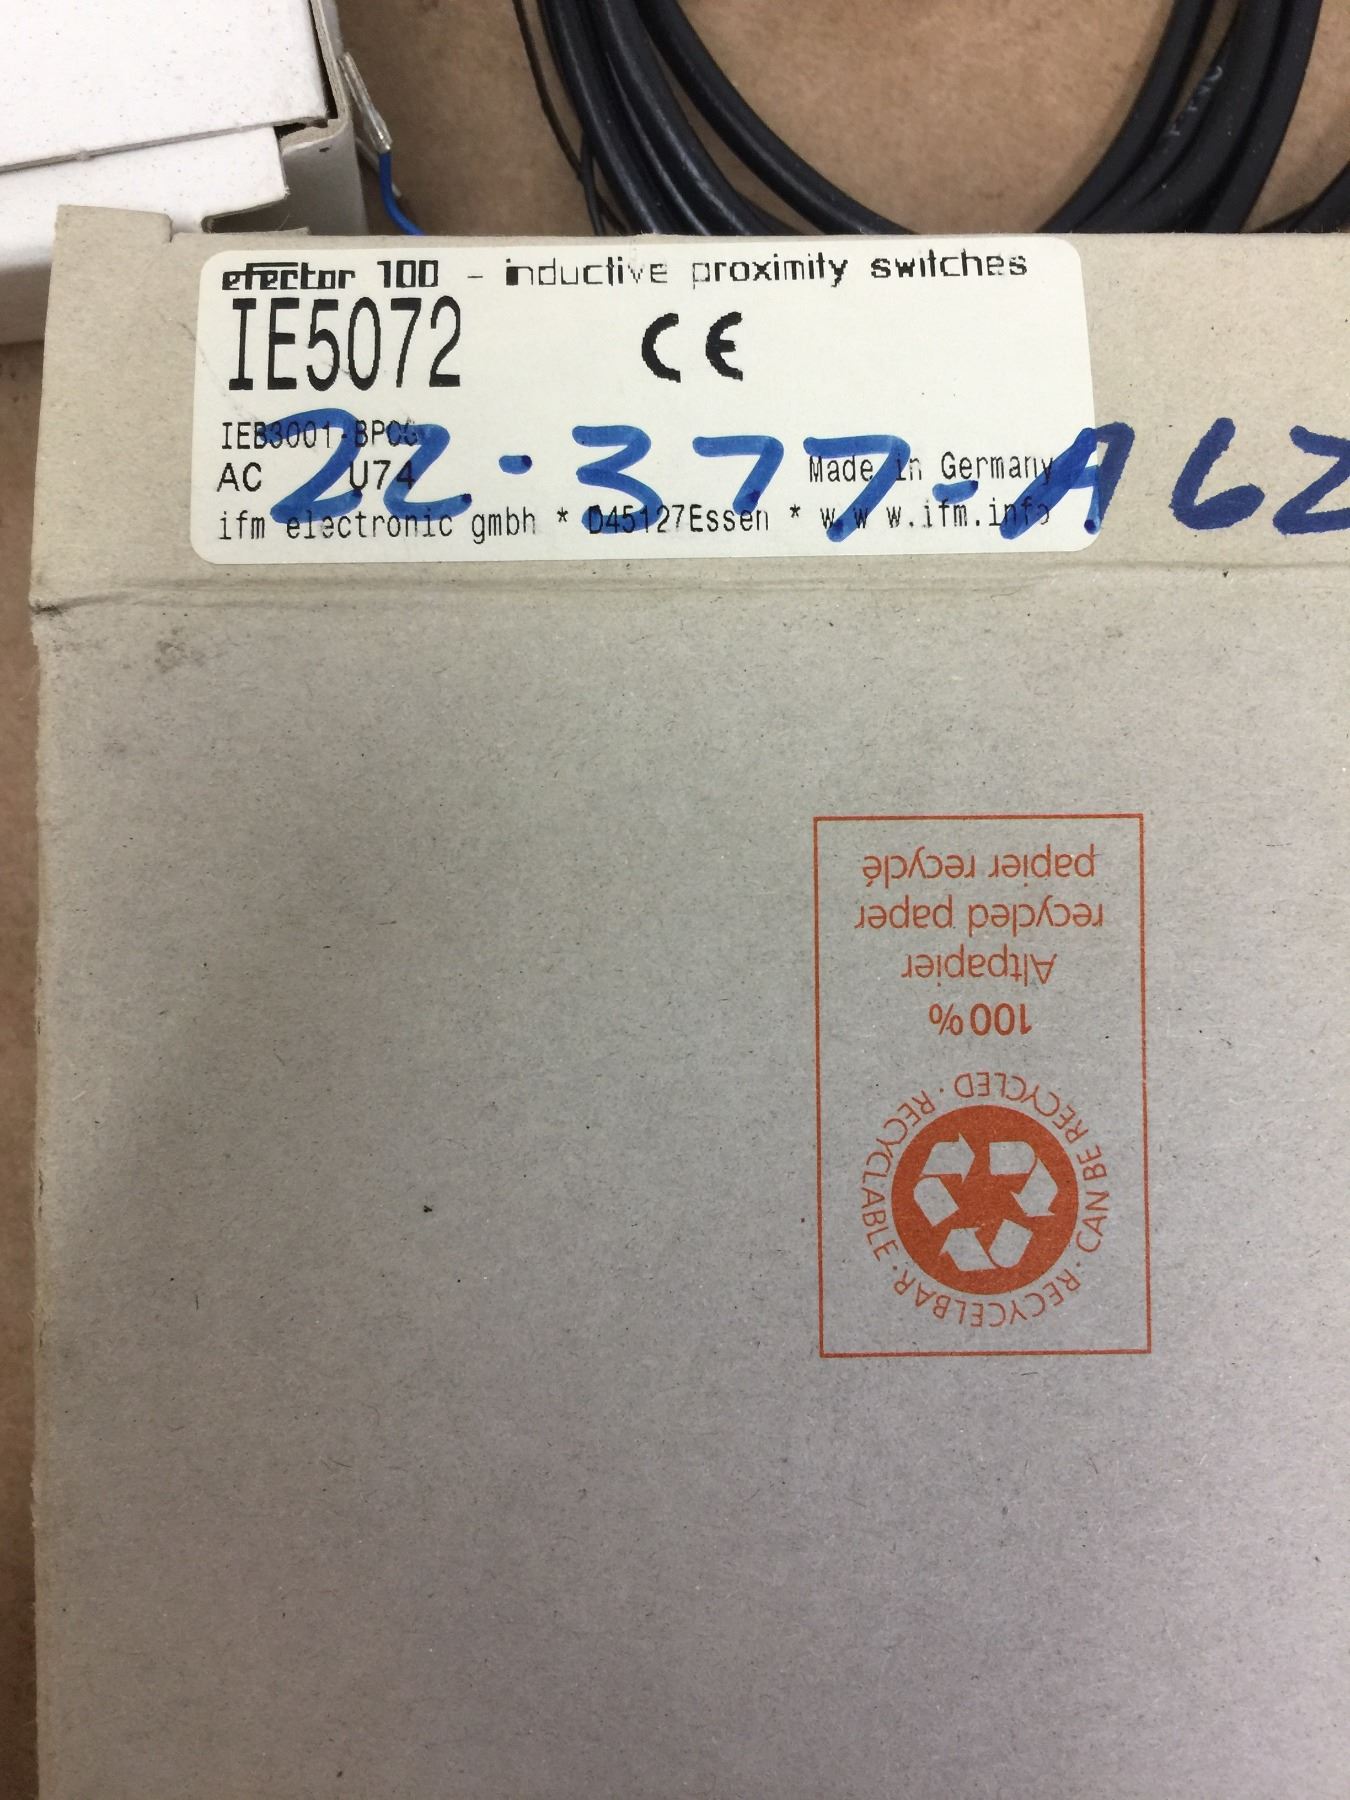 efector 100 - inductive proximity switches
IE5072 CE
IEB3001-BPOG
AC U74 Made in Germany
ifm electronic gmbh * D45127Essen * w.w w.ifm.info
22-377-A62
papier recyclé
recycled paper
Altpapier
100%
RECYCLABLE · RECYCELBAR · RECYCLED · CAN BE RECYCLED
PVC